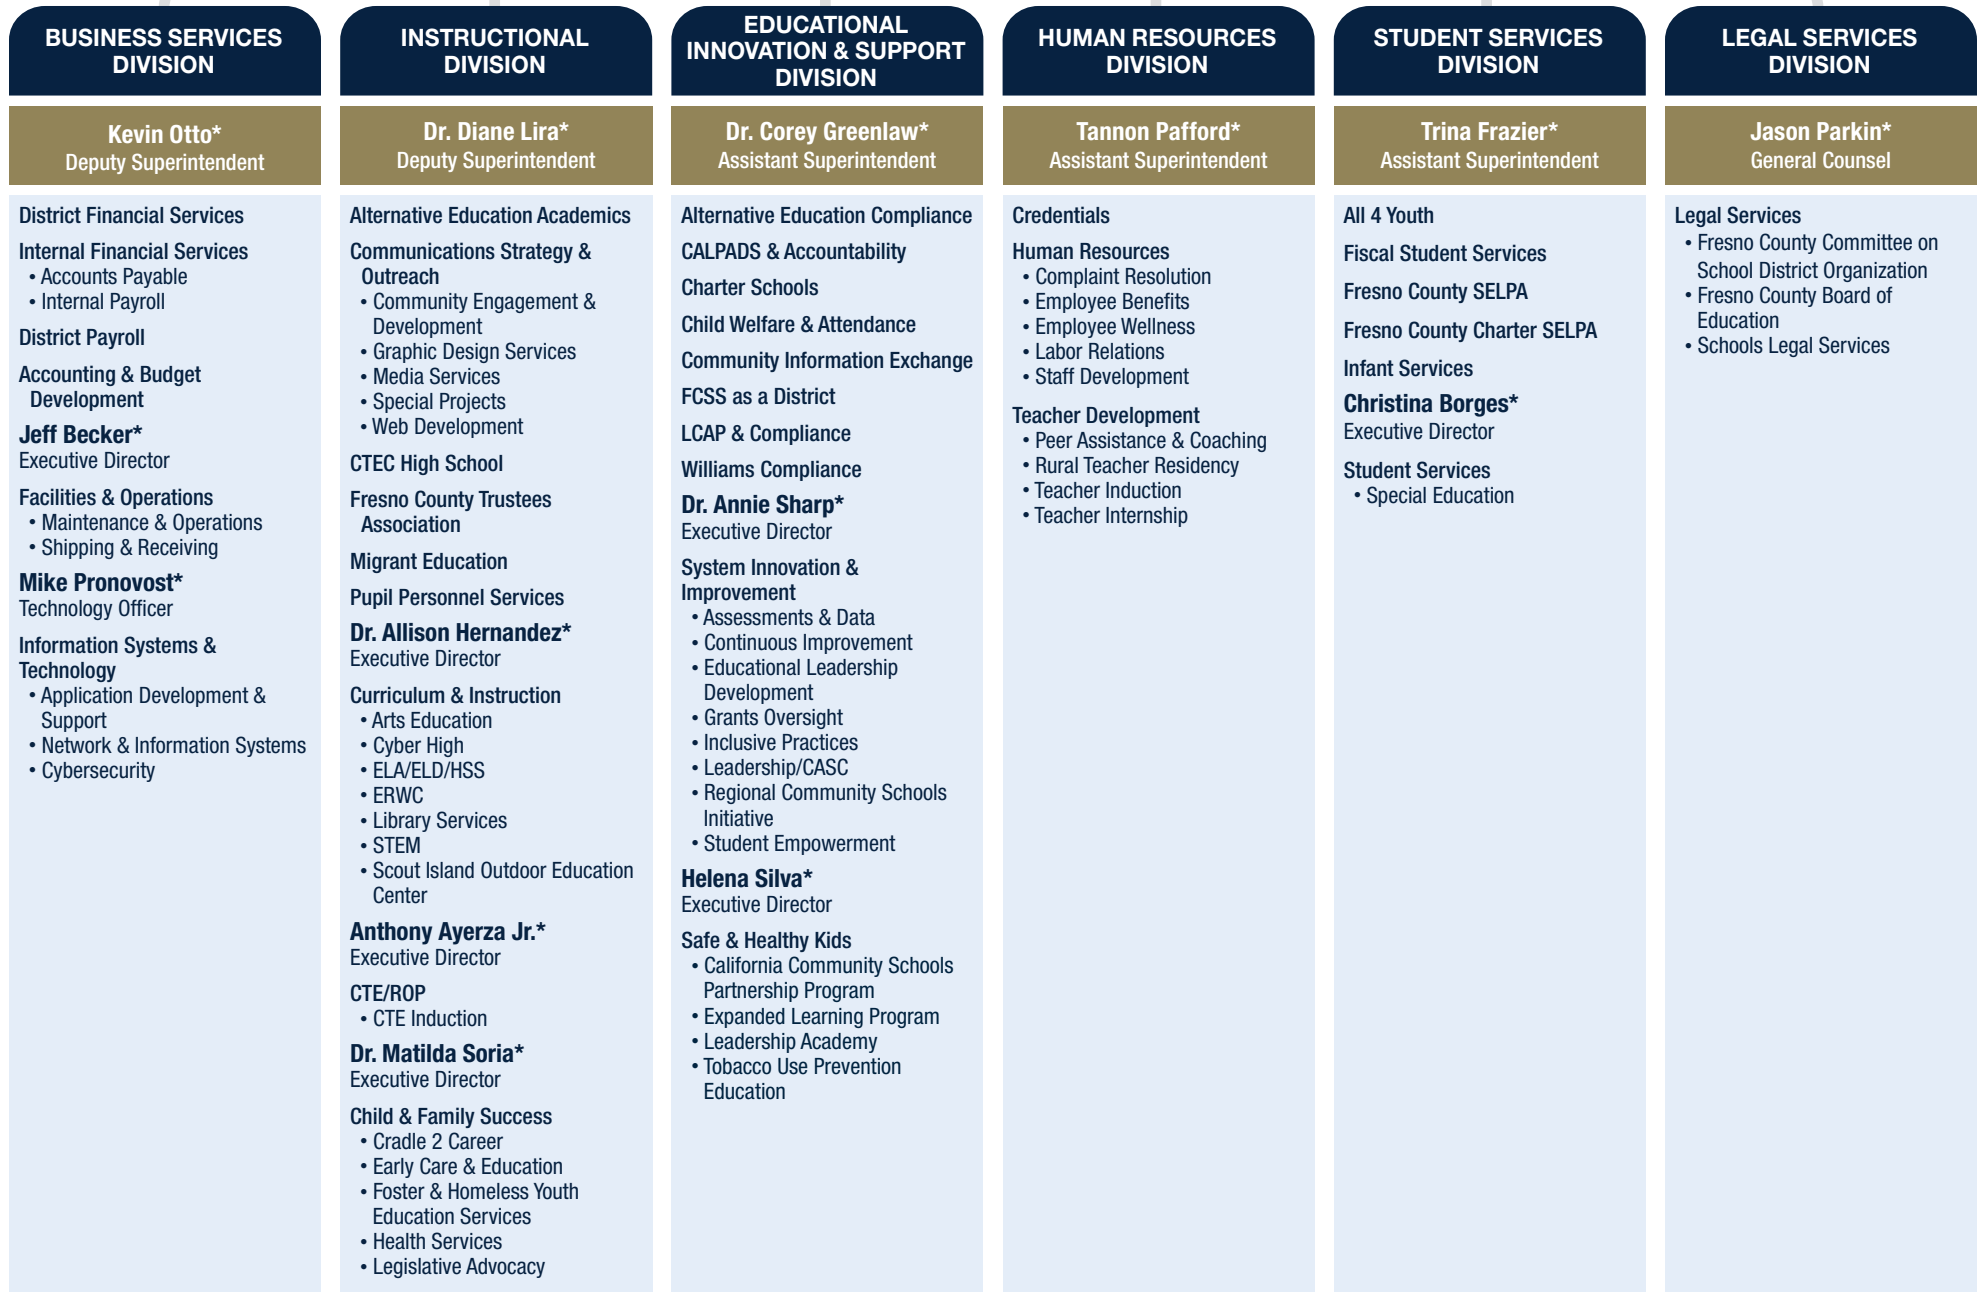 BUSINESS SERVICES
DIVISION
Kevin Otto*
Deputy Superintendent
District Financial Services
Internal Financial Services
• Accounts Payable
• Internal Payroll
District Payroll
Accounting & Budget
Development
Jeff Becker*
Executive Director
Facilities & Operations
• Maintenance & Operations
• Shipping & Receiving
Mike Pronovost*
Technology Officer
Information Systems &
Technology
• Application Development &
Support
• Network & Information Systems
• Cybersecurity
INSTRUCTIONAL
DIVISION
Dr. Diane Lira*
Deputy Superintendent
Alternative Education Academics
Communications Strategy &
Outreach
• Community Engagement &
Development
• Graphic Design Services
• Media Services
• Special Projects
• Web Development
CTEC High School
Fresno County Trustees
Association
Migrant Education
Pupil Personnel Services
Dr. Allison Hernandez*
Executive Director
Curriculum & Instruction
• Arts Education
• Cyber High
• ELA/ELD/HSS
• ERWC
• Library Services
• STEM
• Scout Island Outdoor Education
Center
Anthony Ayerza Jr.*
Executive Director
CTE/ROP
• CTE Induction
Dr. Matilda Soria*
Executive Director
Child & Family Success
• Cradle 2 Career
• Early Care & Education
• Foster & Homeless Youth
Education Services
• Health Services
• Legislative Advocacy
EDUCATIONAL
INNOVATION & SUPPORT
DIVISION
Dr. Corey Greenlaw*
Assistant Superintendent
Alternative Education Compliance
CALPADS & Accountability
Charter Schools
Child Welfare & Attendance
Community Information Exchange
FCSS as a District
LCAP & Compliance
Williams Compliance
Dr. Annie Sharp*
Executive Director
System Innovation &
Improvement
• Assessments & Data
• Continuous Improvement
• Educational Leadership
Development
• Grants Oversight
• Inclusive Practices
• Leadership/CASC
• Regional Community Schools
Initiative
• Student Empowerment
Helena Silva*
Executive Director
Safe & Healthy Kids
• California Community Schools
Partnership Program
• Expanded Learning Program
• Leadership Academy
• Tobacco Use Prevention
Education
HUMAN RESOURCES
DIVISION
Tannon Pafford*
Assistant Superintendent
Credentials
Human Resources
• Complaint Resolution
• Employee Benefits
• Employee Wellness
• Labor Relations
• Staff Development
Teacher Development
• Peer Assistance & Coaching
• Rural Teacher Residency
• Teacher Induction
• Teacher Internship
STUDENT SERVICES
DIVISION
Trina Frazier*
Assistant Superintendent
All 4 Youth
Fiscal Student Services
Fresno County SELPA
Fresno County Charter SELPA
Infant Services
Christina Borges*
Executive Director
Student Services
• Special Education
LEGAL SERVICES
DIVISION
Jason Parkin*
General Counsel
Legal Services
• Fresno County Committee on
School District Organization
• Fresno County Board of
Education
• Schools Legal Services